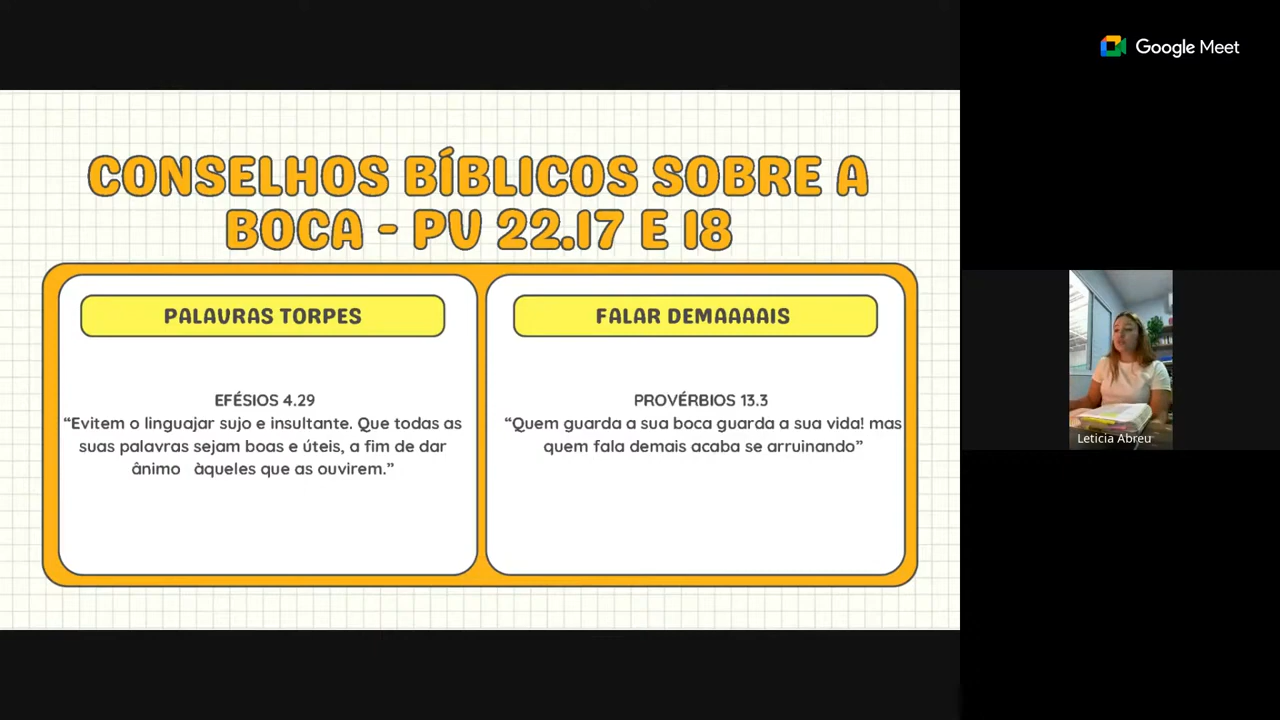 CONSELHOS BÍBLICOS SOBRE A
BOCA - PV 22.17 E 18
PALAVRAS TORPES
EFÉSIOS 4.29
“Evitem o linguajar sujo e insultante. Que todas as
suas palavras sejam boas e úteis, a fim de dar
ânimo àqueles que as ouvirem.”
FALAR DEMAAAAIS
PROVÉRBIOS 13.3
“Quem guarda a sua boca guarda a sua vida! mas
quem fala demais acaba se arruinando”
Google Meet
Leticia Abreu